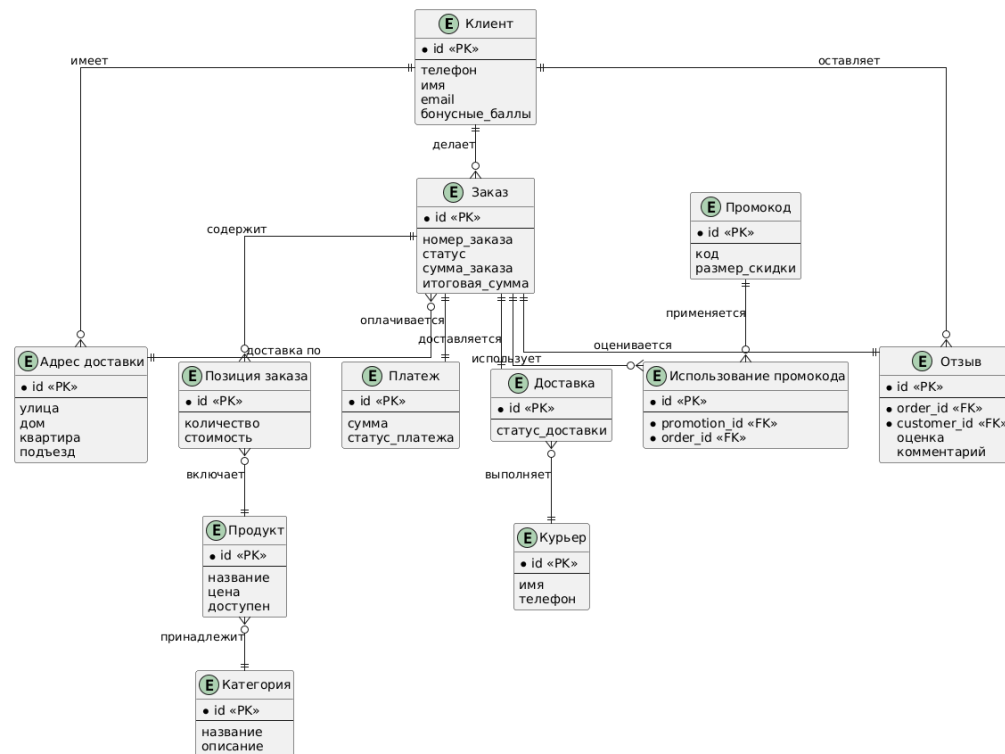 E Клиент
id «PK»
телефон
имя
email
бонусные_баллы
имеет
оставляет
делает
E Заказ
id «PK»
номер_заказа
статус
сумма_заказа
итоговая_сумма
E Промокод
id «PK»
код
размер_скидки
содержит
оплачивается
доставляется
применяется
доставка по
использует
оценивается
E Адрес доставки
id «PK»
улица
дом
квартира
подъезд
E Позиция заказа
id «PK»
количество
стоимость
E Платеж
id «PK»
сумма
статус_платежа
E Доставка
id «PK»
статус_доставки
E Использование промокода
id «PK»
promotion_id «FK»
order_id «FK»
E Отзыв
id «PK»
order_id «FK»
customer_id «FK»
оценка
комментарий
включает
выполняет
E Продукт
id «PK»
название
цена
доступен
E Курьер
id «PK»
имя
телефон
принадлежит
E Категория
id «PK»
название
описание